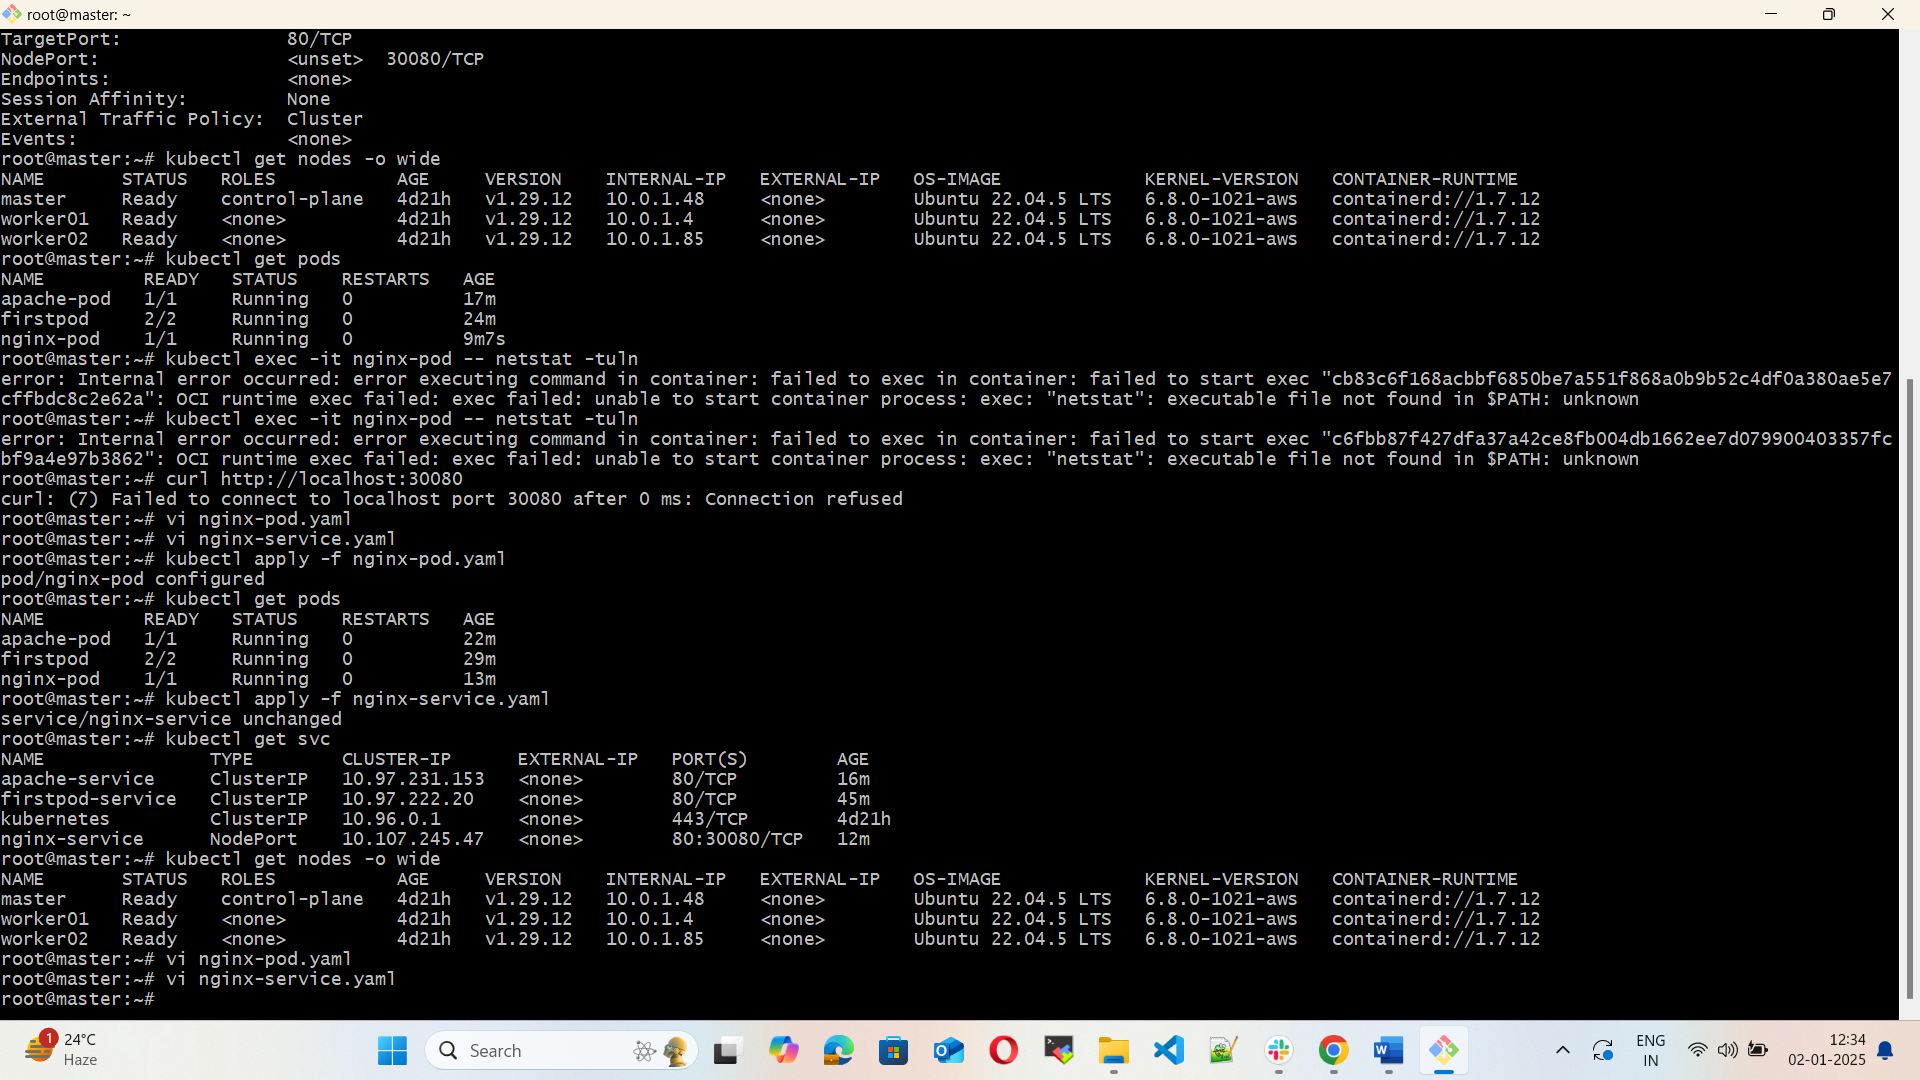 root@master: ~
TargetPort:               80/TCP
NodePort:                 <unset>  30080/TCP
Endpoints:                <none>
Session Affinity:         None
External Traffic Policy:  Cluster
Events:                   <none>
root@master:~# kubectl get nodes -o wide
NAME       STATUS   ROLES           AGE     VERSION    INTERNAL-IP   EXTERNAL-IP   OS-IMAGE             KERNEL-VERSION   CONTAINER-RUNTIME
master     Ready    control-plane   4d21h   v1.29.12   10.0.1.48     <none>        Ubuntu 22.04.5 LTS   6.8.0-1021-aws   containerd://1.7.12
worker01   Ready    <none>          4d21h   v1.29.12   10.0.1.4      <none>        Ubuntu 22.04.5 LTS   6.8.0-1021-aws   containerd://1.7.12
worker02   Ready    <none>          4d21h   v1.29.12   10.0.1.85     <none>        Ubuntu 22.04.5 LTS   6.8.0-1021-aws   containerd://1.7.12
root@master:~# kubectl get pods
NAME         READY   STATUS    RESTARTS   AGE
apache-pod   1/1     Running   0          17m
firstpod     2/2     Running   0          24m
nginx-pod    1/1     Running   0          9m7s
root@master:~# kubectl exec -it nginx-pod -- netstat -tuln
error: Internal error occurred: error executing command in container: failed to exec in container: failed to start exec "cb83c6f168acbbf6850be7a551f868a0b9b52c4df0a380ae5e7
cffbdc8c2e62a": OCI runtime exec failed: exec failed: unable to start container process: exec: "netstat": executable file not found in $PATH: unknown
root@master:~# kubectl exec -it nginx-pod -- netstat -tuln
error: Internal error occurred: error executing command in container: failed to exec in container: failed to start exec "c6fbb87f427dfa37a42ce8fb004db1662ee7d079900403357fc
bf9a4e97b3862": OCI runtime exec failed: exec failed: unable to start container process: exec: "netstat": executable file not found in $PATH: unknown
root@master:~# curl http://localhost:30080
curl: (7) Failed to connect to localhost port 30080 after 0 ms: Connection refused
root@master:~# vi nginx-pod.yaml
root@master:~# vi nginx-service.yaml
root@master:~# kubectl apply -f nginx-pod.yaml
pod/nginx-pod configured
root@master:~# kubectl get pods
NAME         READY   STATUS    RESTARTS   AGE
apache-pod   1/1     Running   0          22m
firstpod     2/2     Running   0          29m
nginx-pod    1/1     Running   0          13m
root@master:~# kubectl apply -f nginx-service.yaml
service/nginx-service unchanged
root@master:~# kubectl get svc
NAME               TYPE        CLUSTER-IP      EXTERNAL-IP   PORT(S)        AGE
apache-service     ClusterIP   10.97.231.153   <none>        80/TCP         16m
firstpod-service   ClusterIP   10.97.222.20    <none>        80/TCP         45m
kubernetes         ClusterIP   10.96.0.1       <none>        443/TCP        4d21h
nginx-service      NodePort    10.107.245.47   <none>        80:30080/TCP   12m
root@master:~# kubectl get nodes -o wide
NAME       STATUS   ROLES           AGE     VERSION    INTERNAL-IP   EXTERNAL-IP   OS-IMAGE             KERNEL-VERSION   CONTAINER-RUNTIME
master     Ready    control-plane   4d21h   v1.29.12   10.0.1.48     <none>        Ubuntu 22.04.5 LTS   6.8.0-1021-aws   containerd://1.7.12
worker01   Ready    <none>          4d21h   v1.29.12   10.0.1.4      <none>        Ubuntu 22.04.5 LTS   6.8.0-1021-aws   containerd://1.7.12
worker02   Ready    <none>          4d21h   v1.29.12   10.0.1.85     <none>        Ubuntu 22.04.5 LTS   6.8.0-1021-aws   containerd://1.7.12
root@master:~# vi nginx-pod.yaml
root@master:~# vi nginx-service.yaml
root@master:~#
1
24°C
Haze
Search
ENG
IN
12:34
02-01-2025